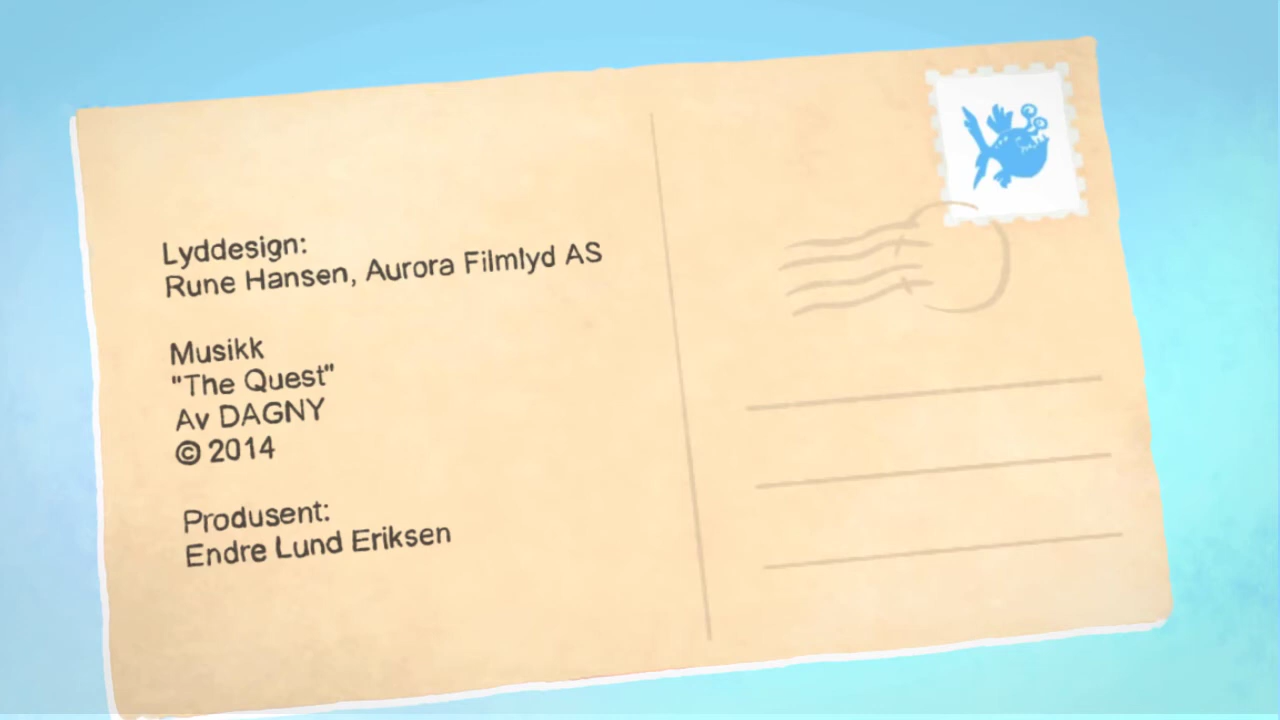 Lyddesign:
Rune Hansen, Aurora Filmlyd AS
Musikk
"The Quest"
Av DAGNY
© 2014
Produsent:
Endre Lund Eriksen